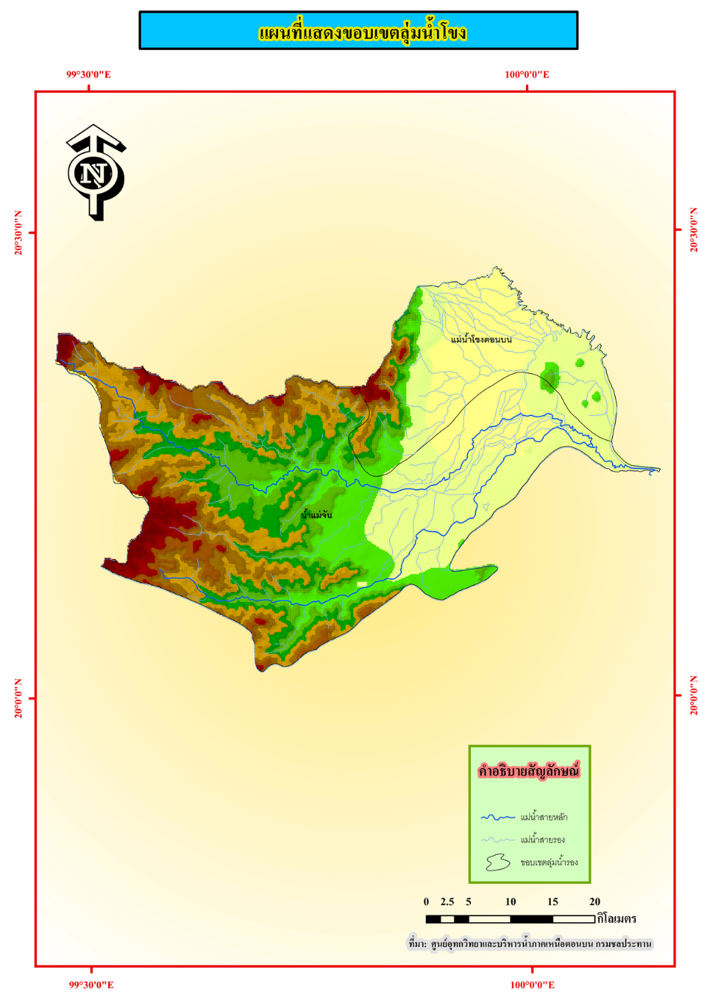 แผนที่แสดงขอบเขตลุ่มน้ำโขง
99°30'0"E 100°0'0"E
N
20°30'0"N 20°30'0"N
แม่น้ำโขงตอนบน
น้ำแม่จัน
20°0'0"N 20°0'0"N
คำอธิบายสัญลักษณ์
แม่น้ำสายหลัก
แม่น้ำสายรอง
ขอบเขตลุ่มน้ำรอง
0 2.5 5 10 15 20
กิโลเมตร
ที่มา: ศูนย์อุทกวิทยาและบริหารน้ำภาคเหนือตอนบน กรมชลประทาน
99°30'0"E 100°0'0"E